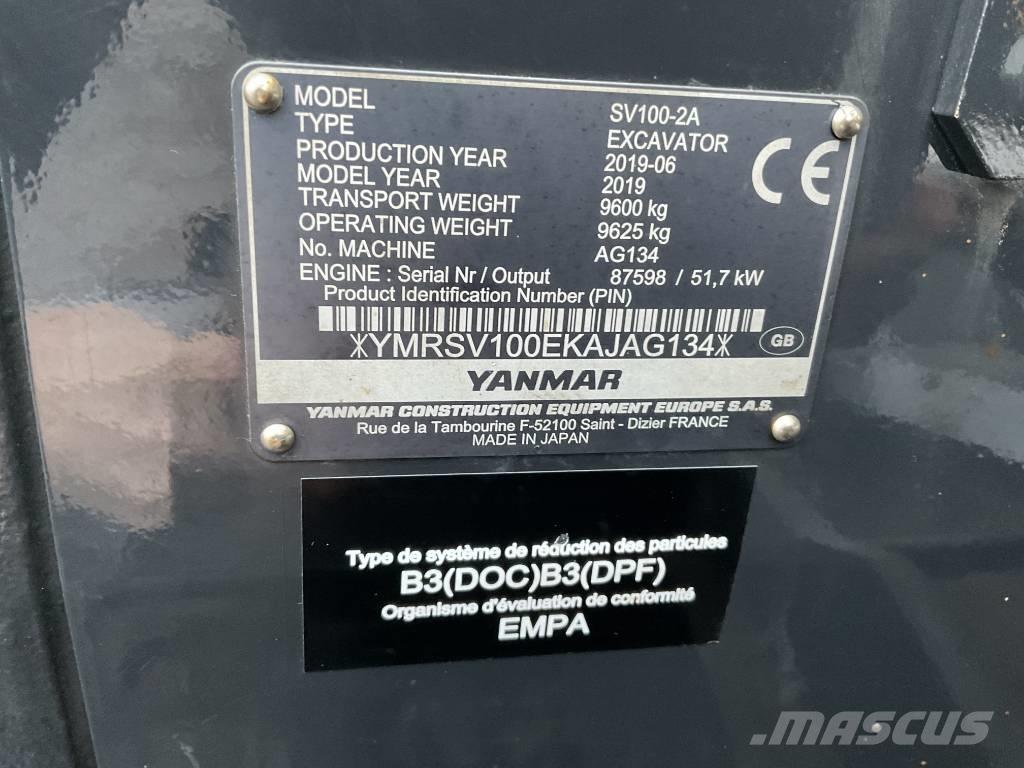 MODEL SV100-2A
TYPE EXCAVATOR
PRODUCTION YEAR 2019-06
MODEL YEAR 2019
TRANSPORT WEIGHT 9600 kg
OPERATING WEIGHT 9625 kg
No. MACHINE AG134
ENGINE : Serial Nr / Output 87598 / 51,7 kW
Product Identification Number (PIN)
YMRSV100EKAJAG134
GB
CE
YANMAR
YANMAR CONSTRUCTION EQUIPMENT EUROPE S.A.S.
Rue de la Tambourine F-52100 Saint - Dizier FRANCE
MADE IN JAPAN
Type de système de réduction des particules
B3(DOC)B3(DPF)
Organisme d'évaluation de conformité
EMPA
MASCUS